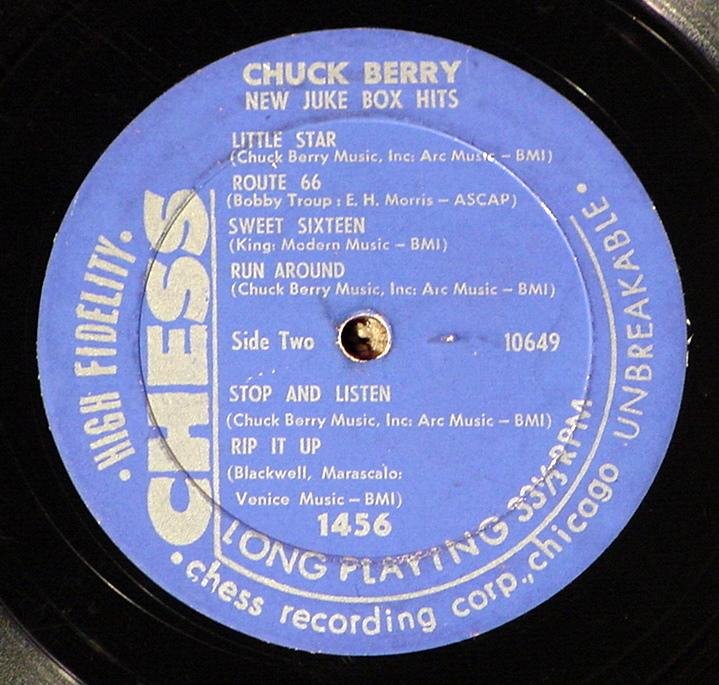 CHUCK BERRY
NEW JUKE BOX HITS
LITTLE STAR
(Chuck Berry Music, Inc: Arc Music – BMI)
ROUTE 66
(Bobby Troup : E. H. Morris – ASCAP)
SWEET SIXTEEN
(King: Modern Music – BMI)
RUN AROUND
(Chuck Berry Music, Inc: Arc Music – BMI)
Side Two 10649
STOP AND LISTEN
(Chuck Berry Music, Inc: Arc Music – BMI)
RIP IT UP
(Blackwell, Marascalo:
Venice Music – BMI)
1456
• HIGH FIDELITY •
CHESS
LONG PLAYING 33⅓ RPM
• chess recording corp., chicago UNBREAKABLE •